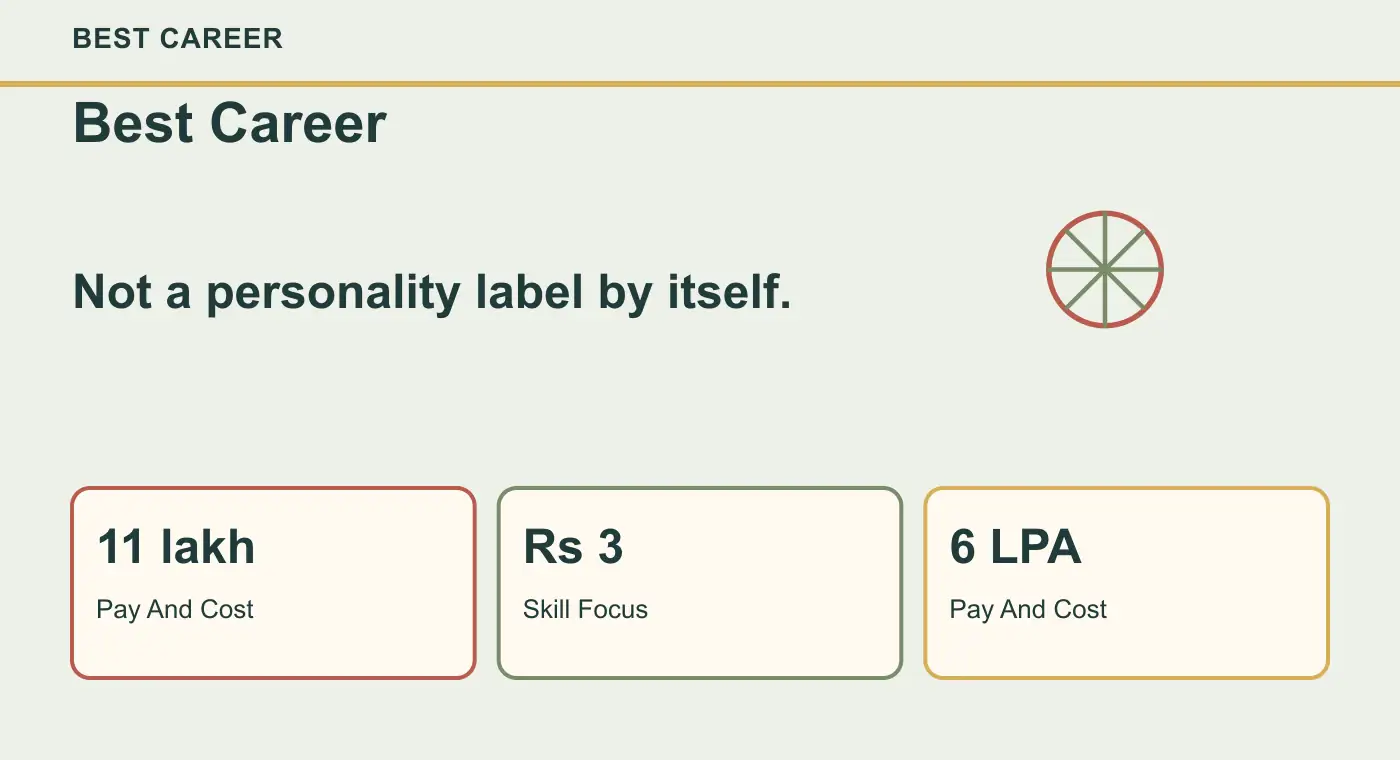 BEST CAREER
Best Career
Not a personality label by itself.
11 lakh
Pay And Cost
Rs 3
Skill Focus
6 LPA
Pay And Cost